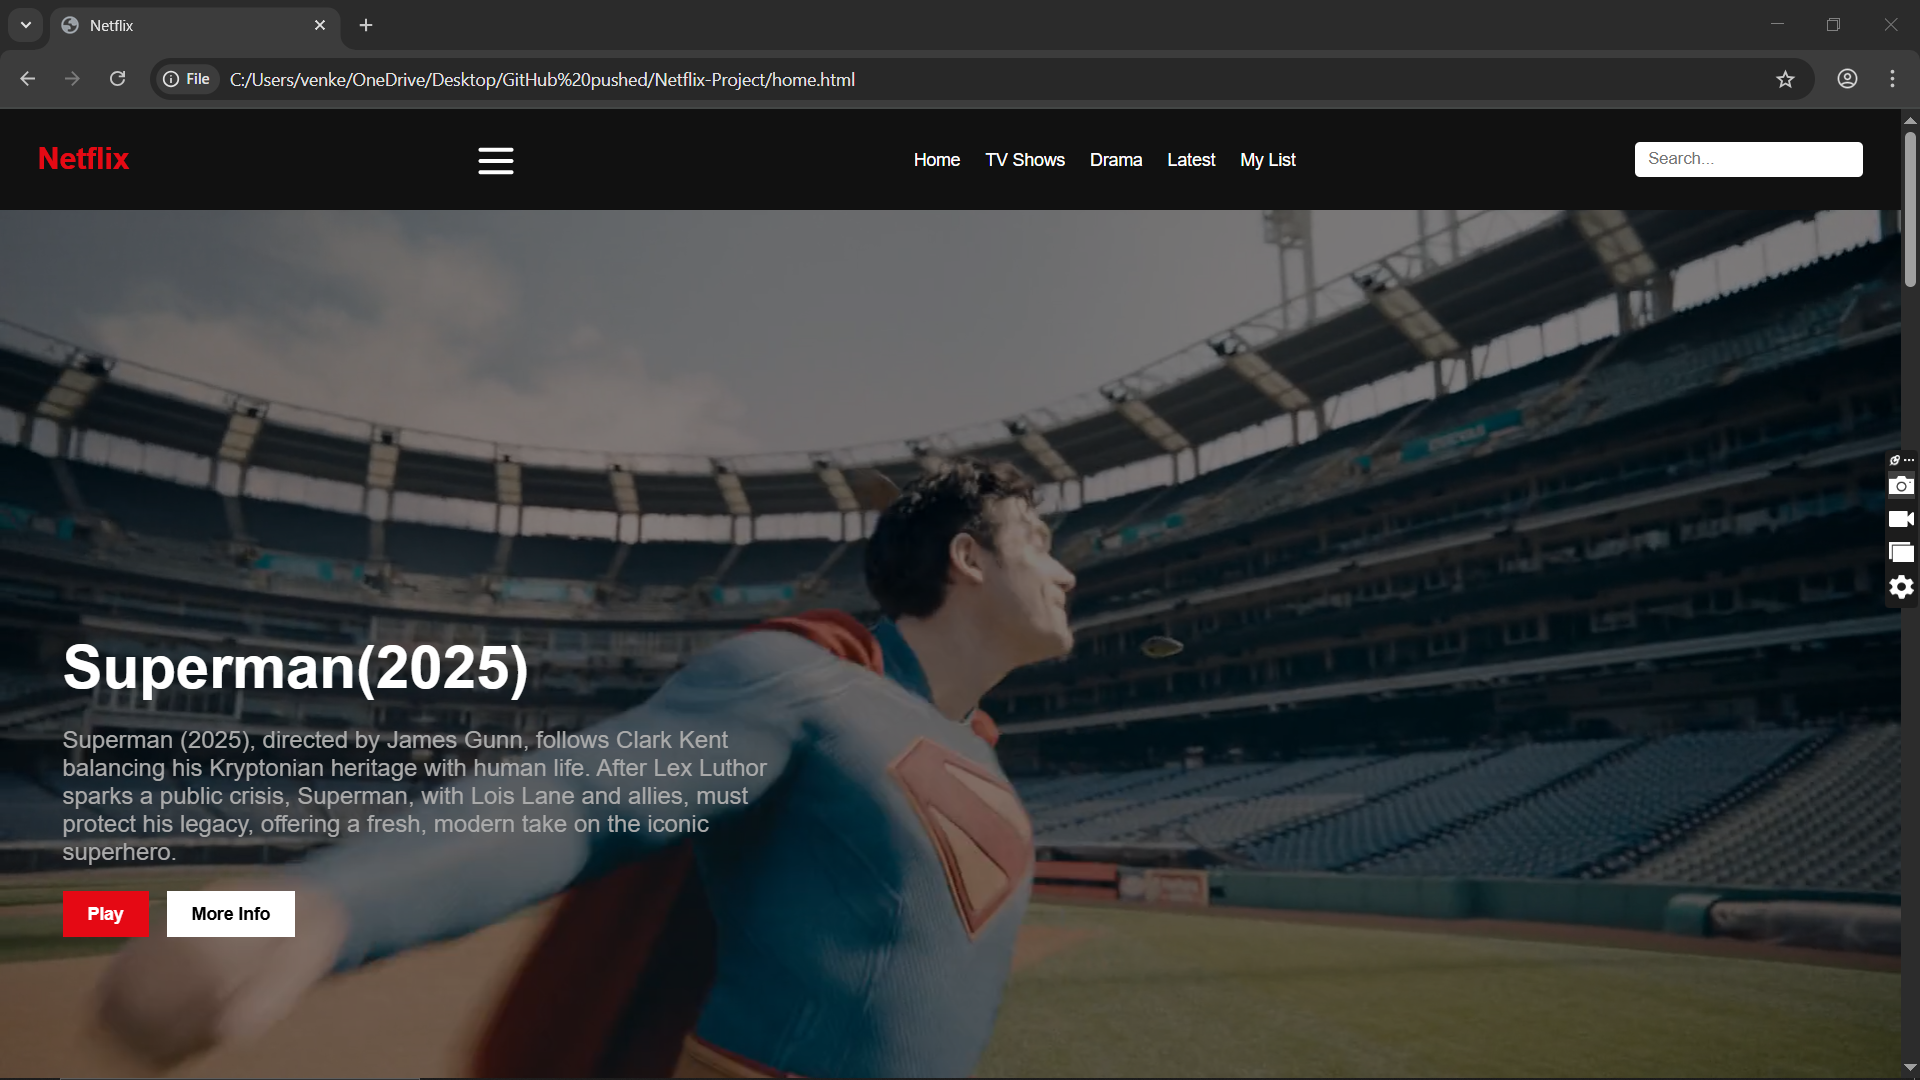 Netflix
File C:/Users/venke/OneDrive/Desktop/GitHub%20pushed/Netflix-Project/home.html
Netflix
Home TV Shows Drama Latest My List
Search...
Superman(2025)
Superman (2025), directed by James Gunn, follows Clark Kent
balancing his Kryptonian heritage with human life. After Lex Luthor
sparks a public crisis, Superman, with Lois Lane and allies, must
protect his legacy, offering a fresh, modern take on the iconic
superhero.
Play More Info